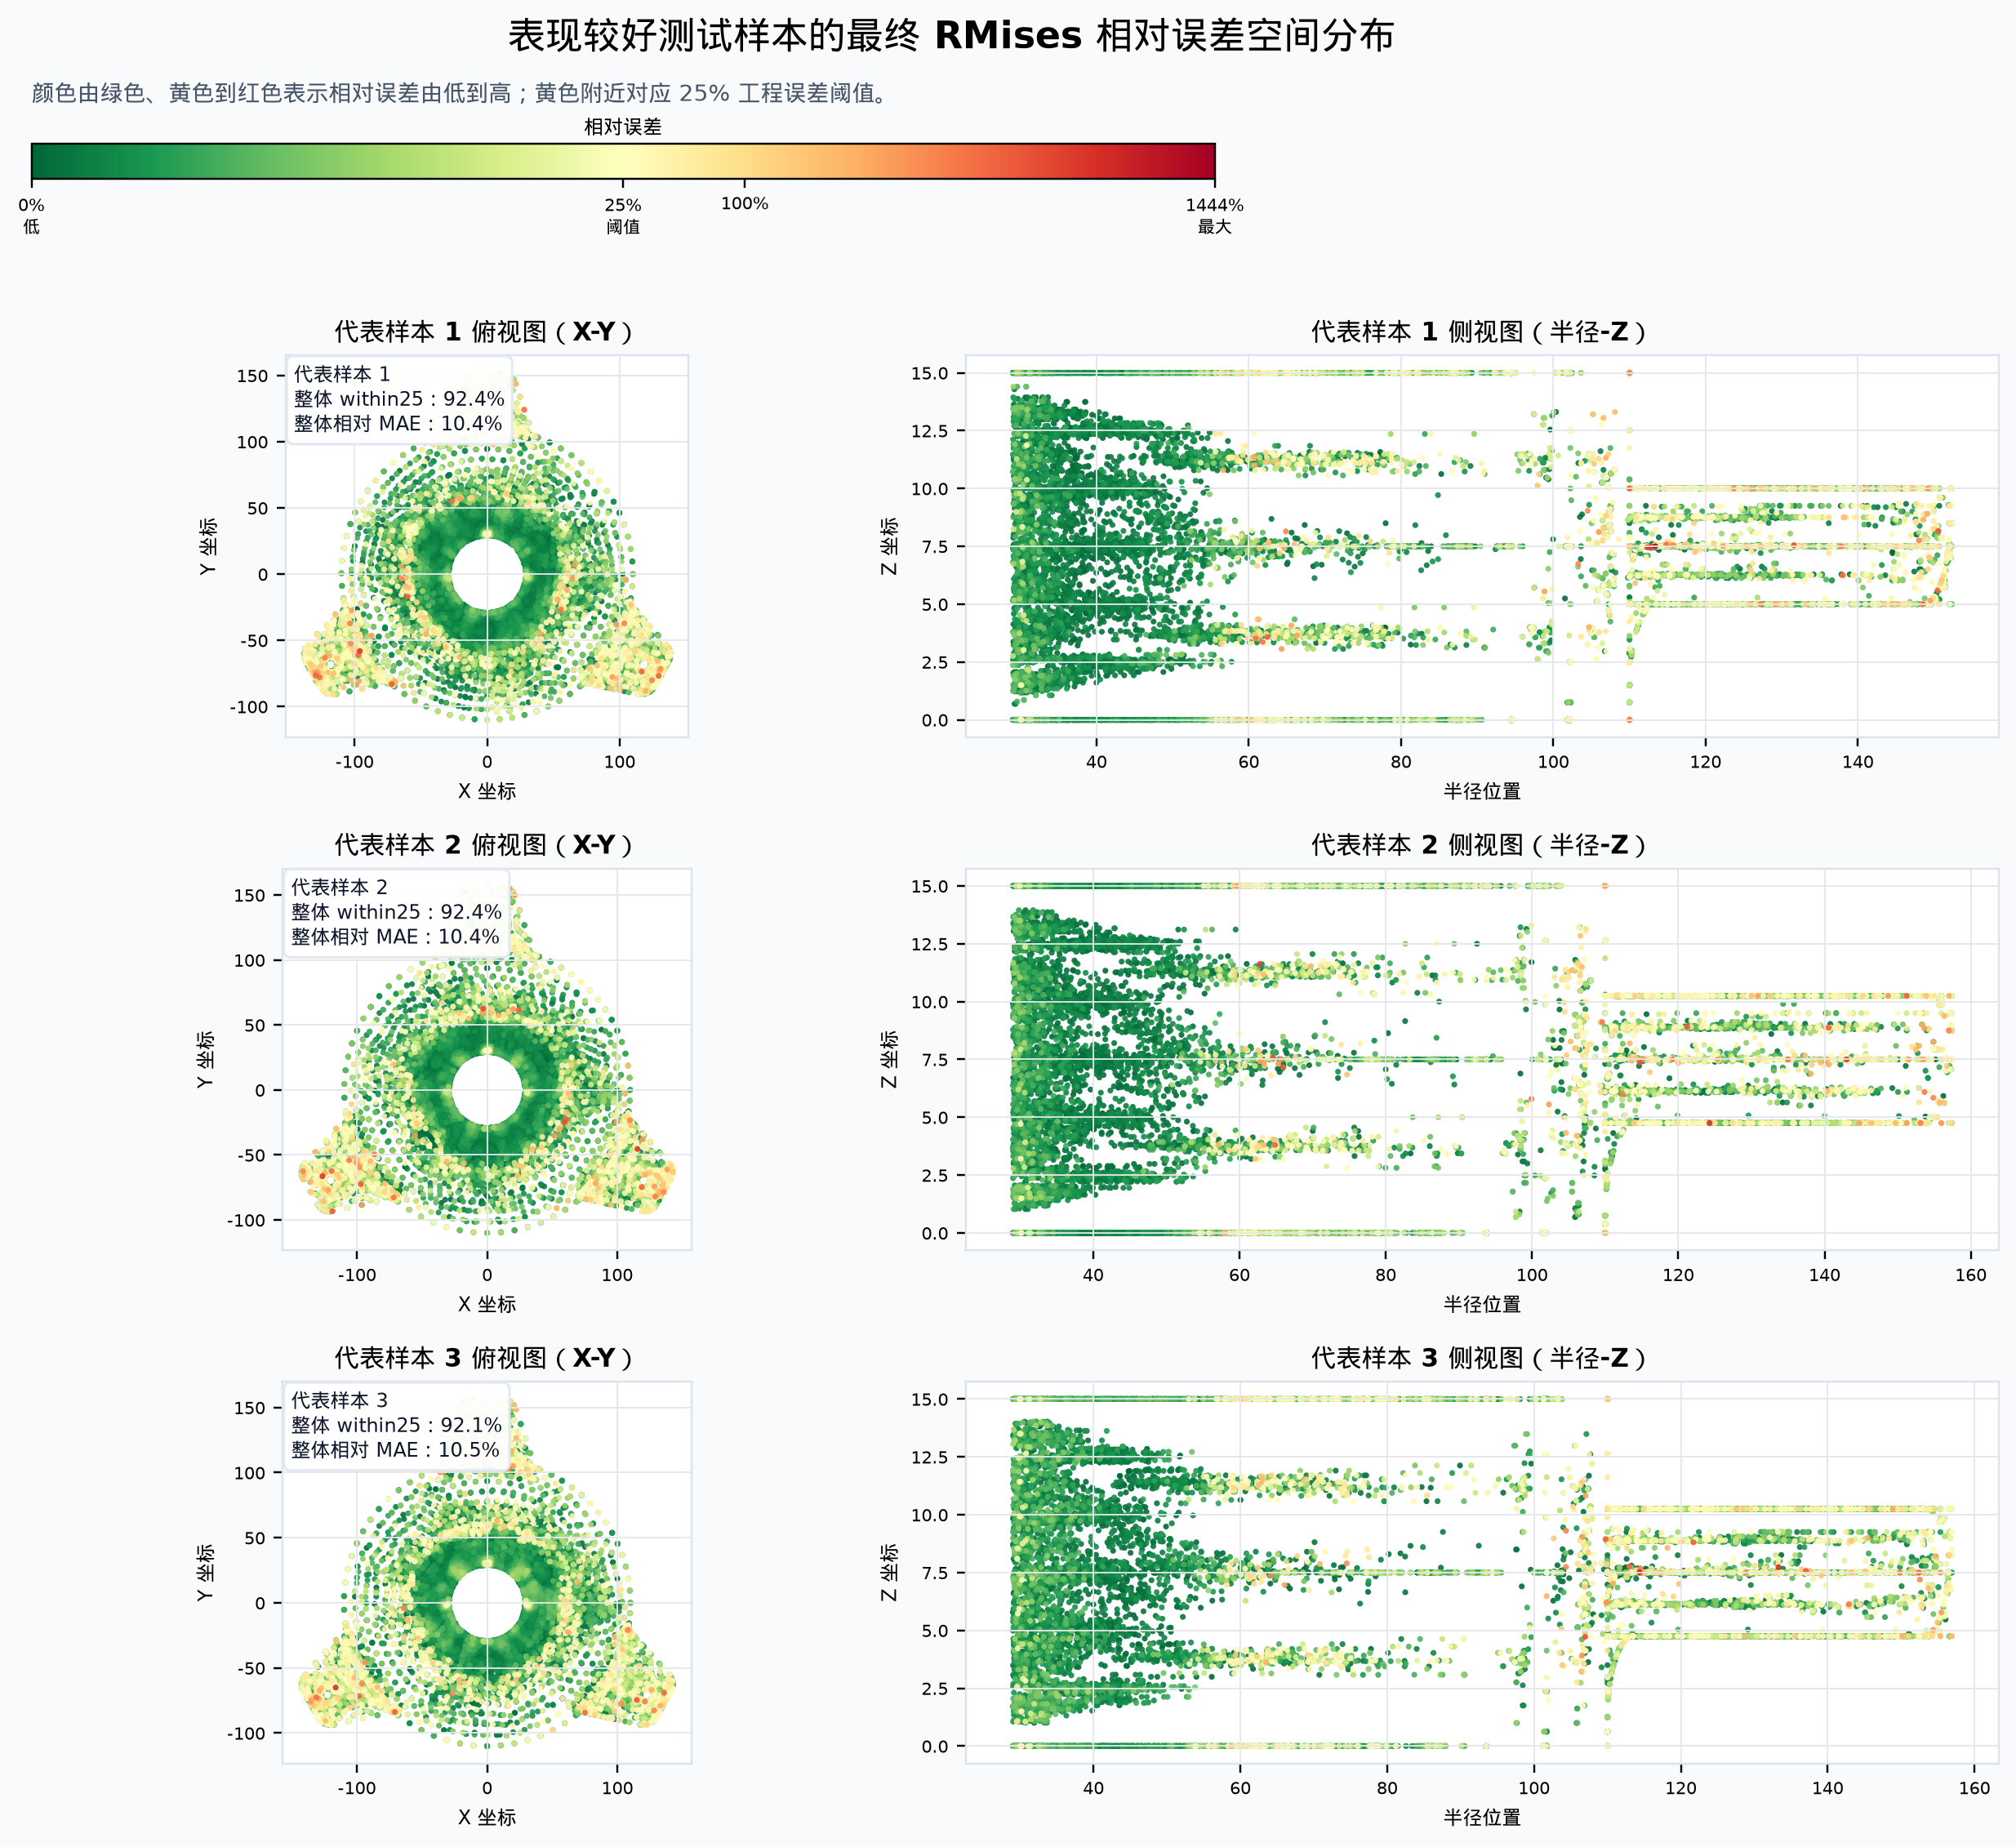 表现较好测试样本的最终 RMises 相对误差空间分布
颜色由绿色、黄色到红色表示相对误差由低到高；黄色附近对应 25% 工程误差阈值。
相对误差
0% 25% 100% 1444%
低 阈值 最大
代表样本 1 俯视图（X-Y）
代表样本 1
整体 within25：92.4%
整体相对 MAE：10.4%
Y 坐标
150
100
50
0
-50
-100
-100 0 100
X 坐标
代表样本 1 侧视图（半径-Z）
Z 坐标
15.0
12.5
10.0
7.5
5.0
2.5
0.0
40 60 80 100 120 140
半径位置
代表样本 2 俯视图（X-Y）
代表样本 2
整体 within25：92.4%
整体相对 MAE：10.4%
Y 坐标
150
100
50
0
-50
-100
-100 0 100
X 坐标
代表样本 2 侧视图（半径-Z）
Z 坐标
15.0
12.5
10.0
7.5
5.0
2.5
0.0
40 60 80 100 120 140 160
半径位置
代表样本 3 俯视图（X-Y）
代表样本 3
整体 within25：92.1%
整体相对 MAE：10.5%
Y 坐标
150
100
50
0
-50
-100
-100 0 100
X 坐标
代表样本 3 侧视图（半径-Z）
Z 坐标
15.0
12.5
10.0
7.5
5.0
2.5
0.0
40 60 80 100 120 140 160
半径位置